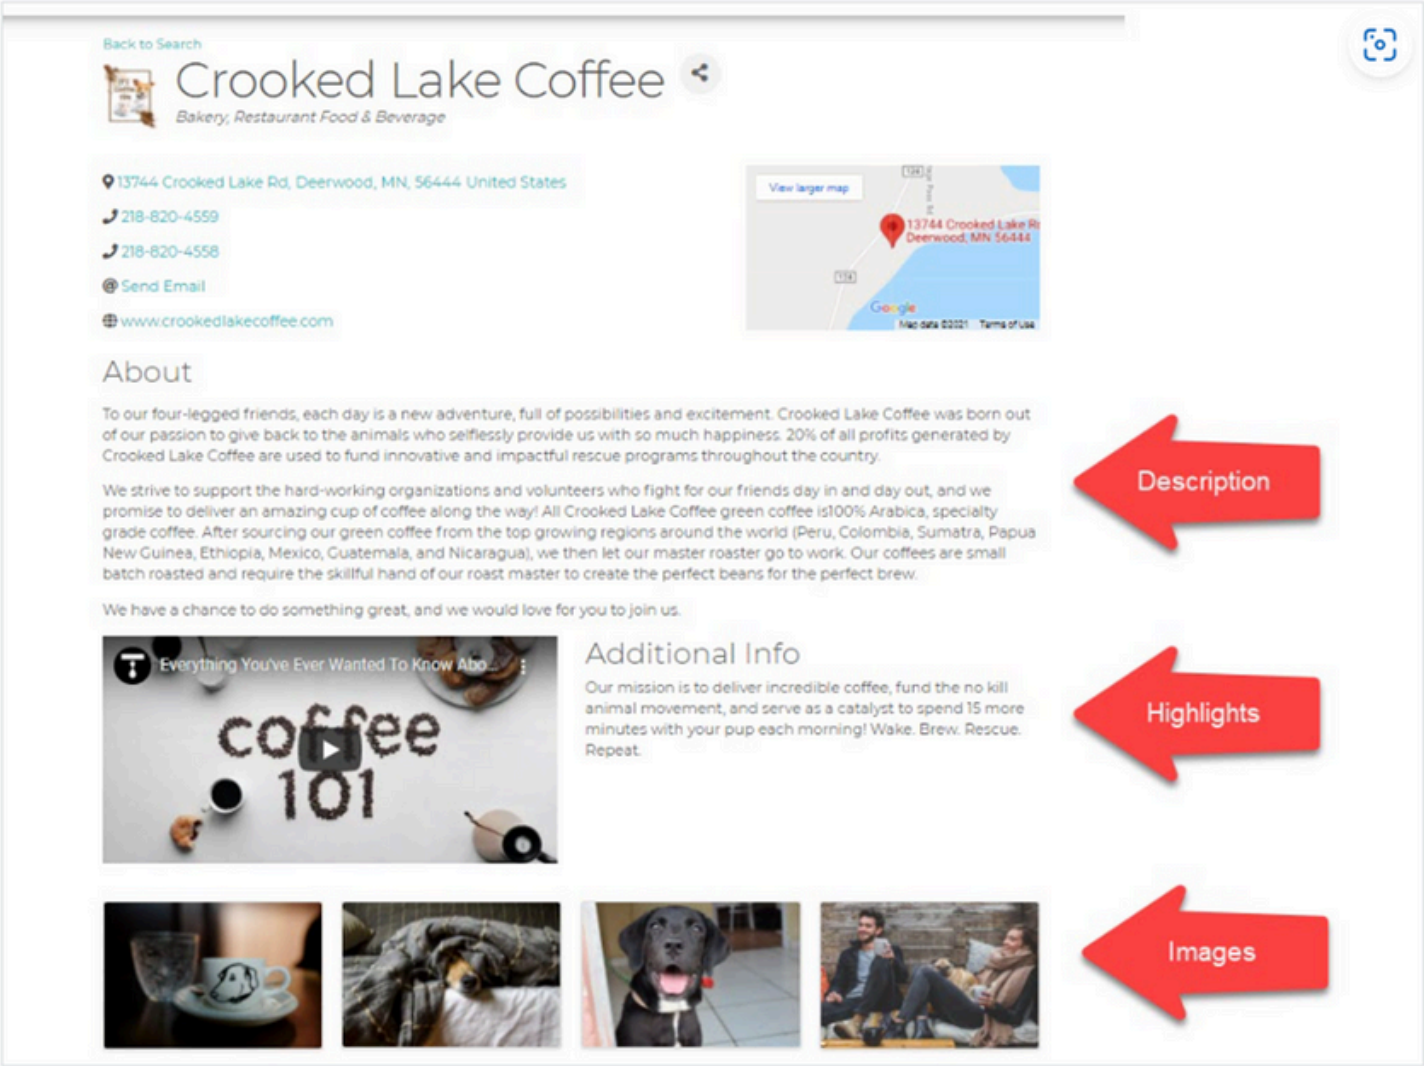 Back to Search
Crooked Lake Coffee
Bakery, Restaurant Food & Beverage
13744 Crooked Lake Rd, Deerwood, MN, 56444 United States
218-820-4559
218-820-4558
Send Email
www.crookedlakecoffee.com
View larger map
134
13744 Crooked Lake Rd
Deerwood, MN 56444
134
Google
Map data ©2021 Terms of Use
About
To our four-legged friends, each day is a new adventure, full of possibilities and excitement. Crooked Lake Coffee was born out
of our passion to give back to the animals who selflessly provide us with so much happiness. 20% of all profits generated by
Crooked Lake Coffee are used to fund innovative and impactful rescue programs throughout the country.
We strive to support the hard-working organizations and volunteers who fight for our friends day in and day out, and we
promise to deliver an amazing cup of coffee along the way! All Crooked Lake Coffee green coffee is100% Arabica, specialty
grade coffee. After sourcing our green coffee from the top growing regions around the world (Peru, Colombia, Sumatra, Papua
New Guinea, Ethiopia, Mexico, Guatemala, and Nicaragua), we then let our master roaster go to work. Our coffees are small
batch roasted and require the skillful hand of our roast master to create the perfect beans for the perfect brew.
We have a chance to do something great, and we would love for you to join us.
Description
Everything You've Ever Wanted To Know Abo...
coffee
101
Additional Info
Our mission is to deliver incredible coffee, fund the no kill
animal movement, and serve as a catalyst to spend 15 more
minutes with your pup each morning! Wake. Brew. Rescue.
Repeat.
Highlights
Images